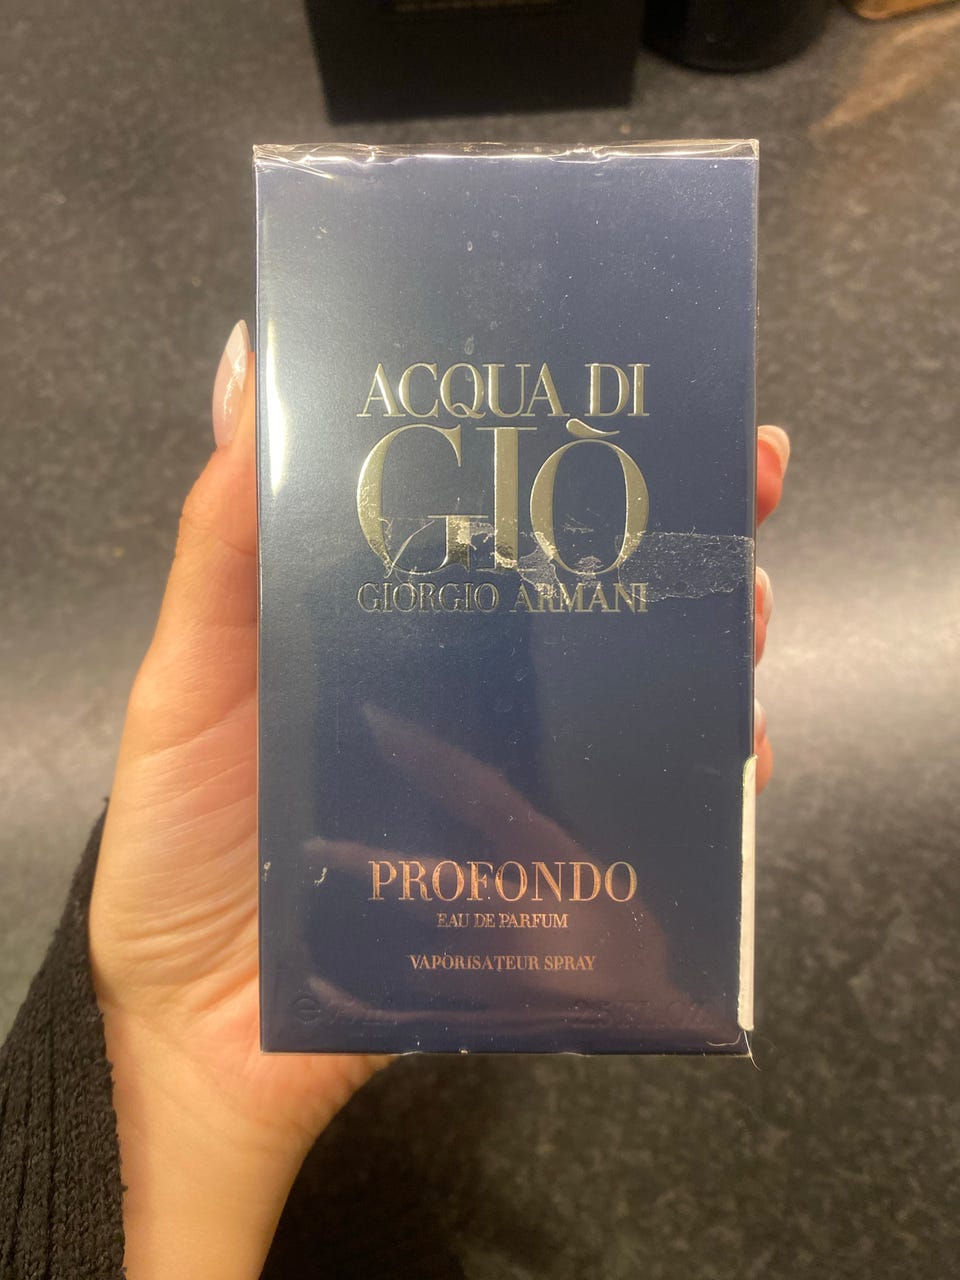 ACQUA DI
GIÒ
GIORGIO ARMANI
PROFONDO
EAU DE PARFUM
VAPORISATEUR SPRAY